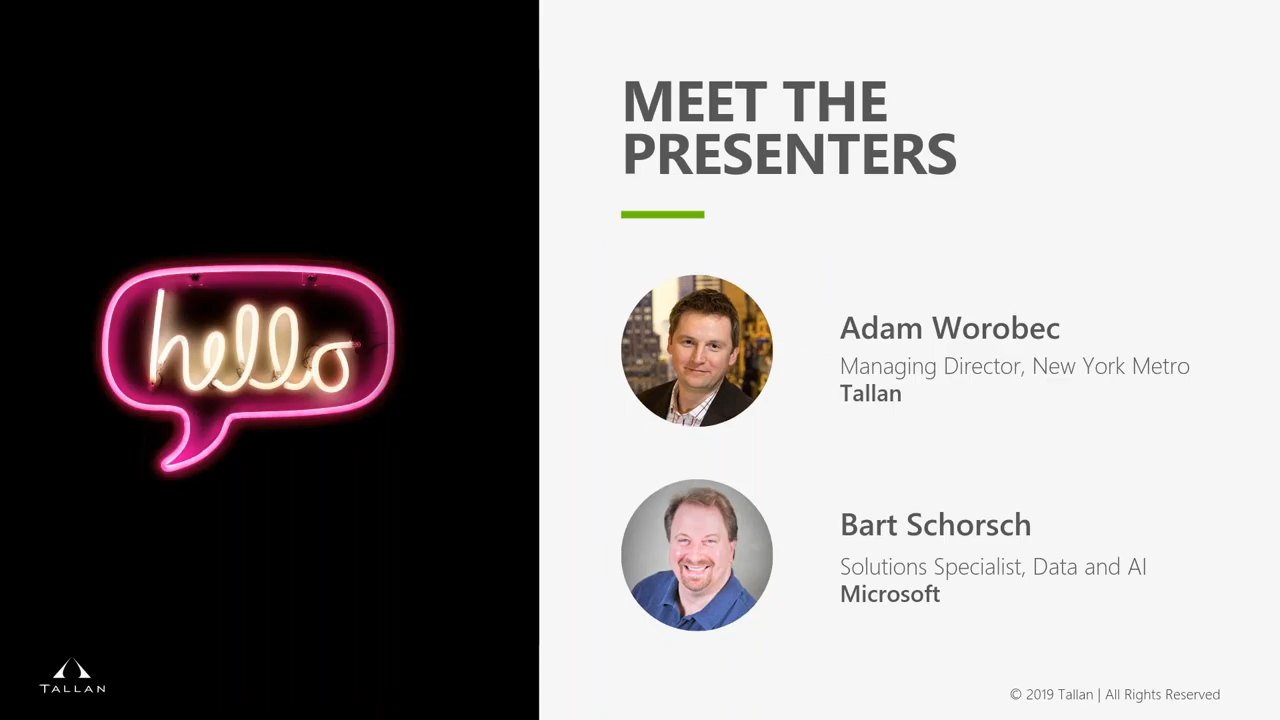 hello
TALLAN
MEET THE
PRESENTERS
Adam Worobec
Managing Director, New York Metro
Tallan
Bart Schorsch
Solutions Specialist, Data and AI
Microsoft
© 2019 Tallan | All Rights Reserved